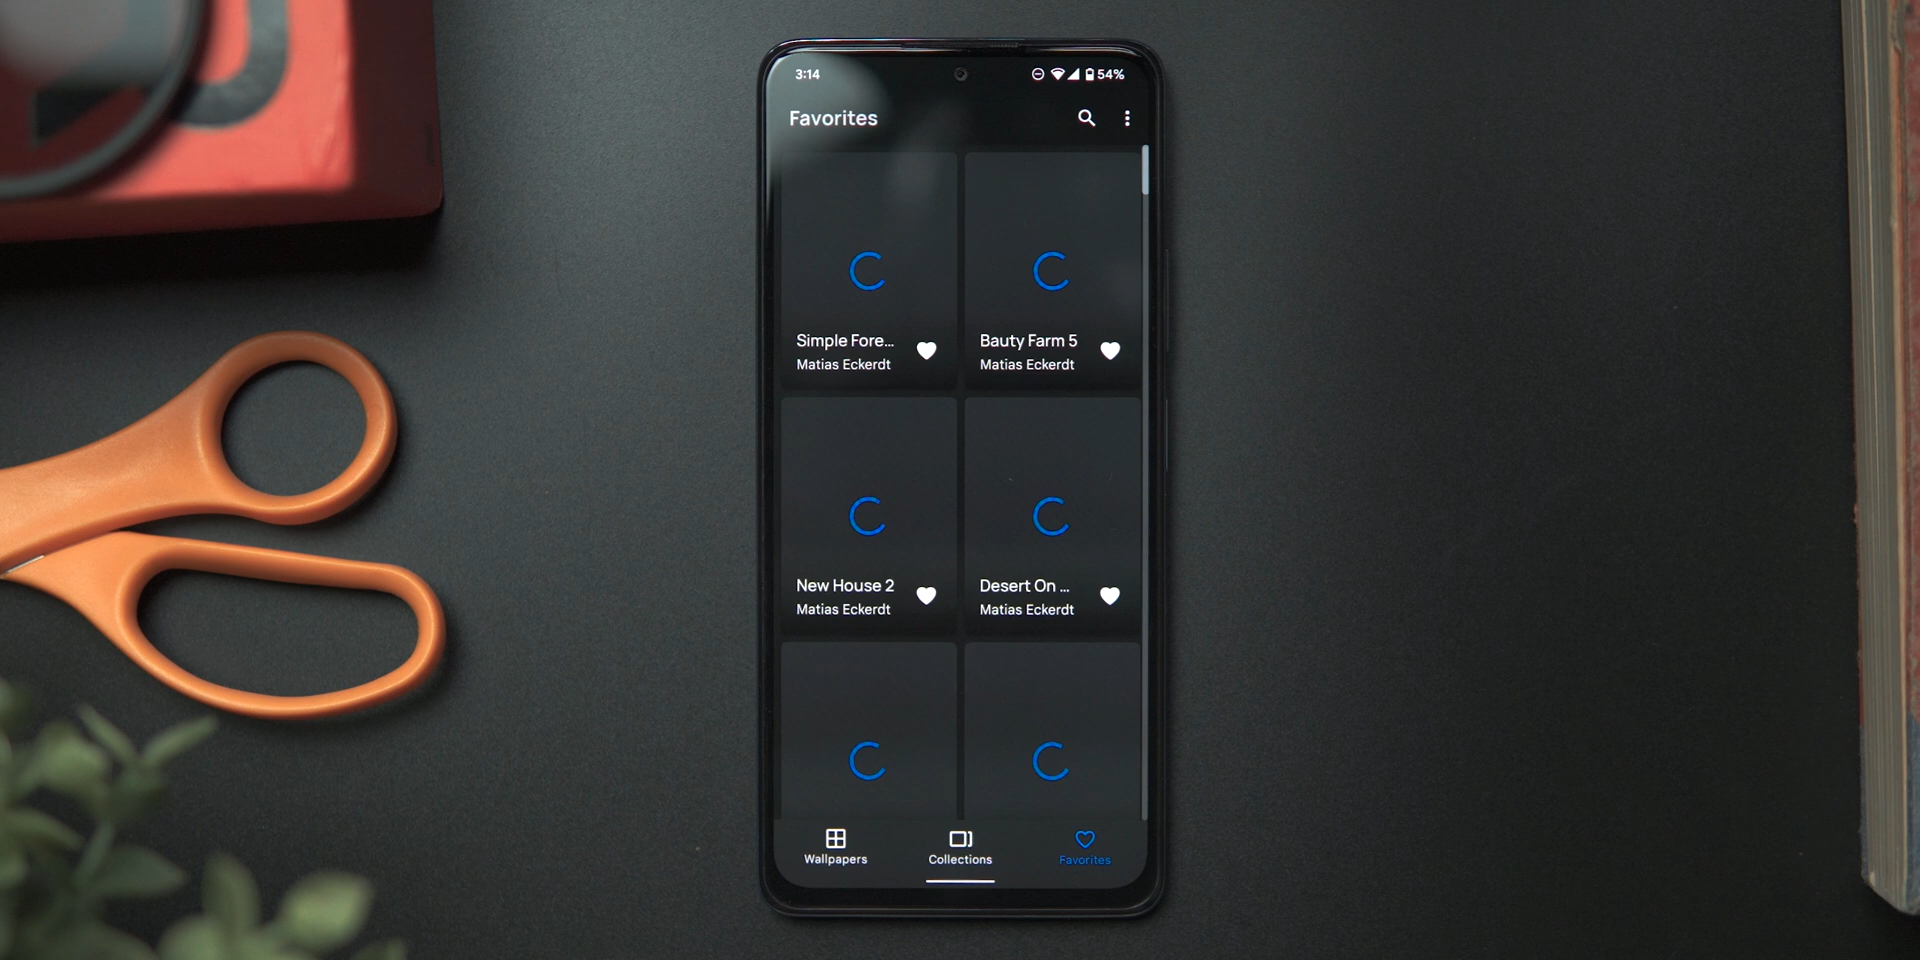 3:14
54%
Favorites
Simple Fore...
Matias Eckerdt
Bauty Farm 5
Matias Eckerdt
New House 2
Matias Eckerdt
Desert On ...
Matias Eckerdt
Wallpapers
Collections
Favorites